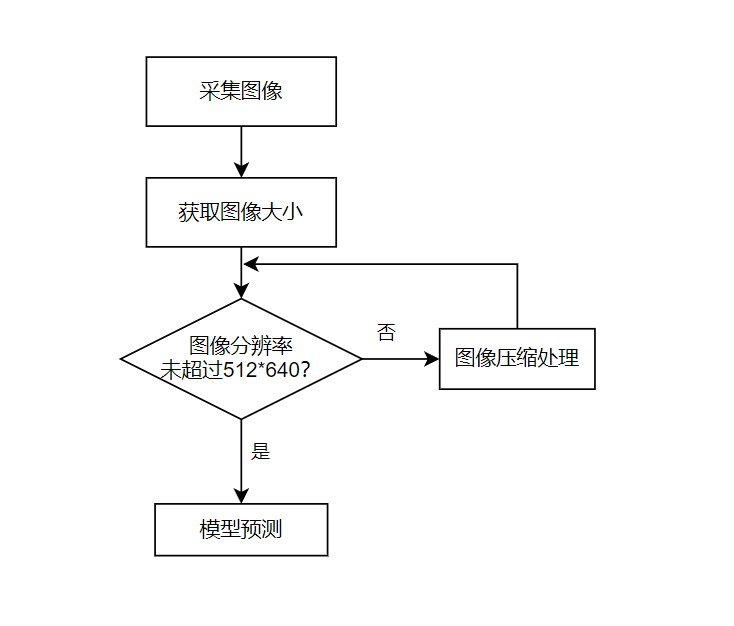 采集图像
获取图像大小
图像分辨率
未超过512*640?
否
图像压缩处理
是
模型预测